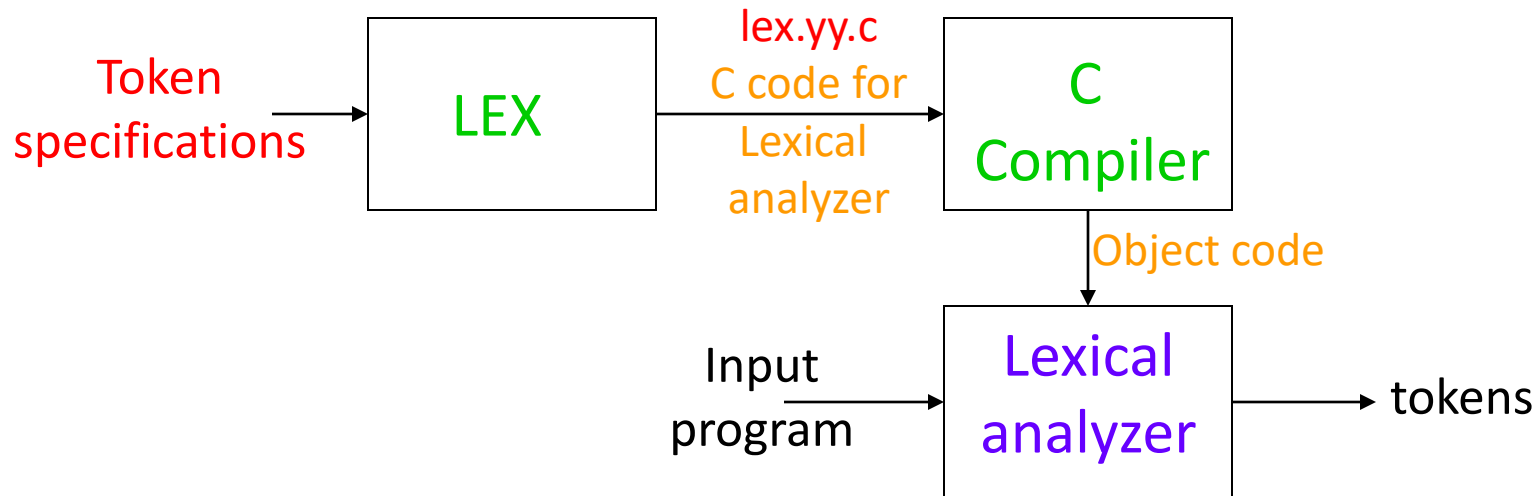 Token
specifications
LEX
lex.yy.c
C code for
Lexical
analyzer
C
Compiler
Object code
Input
program
Lexical
analyzer
tokens